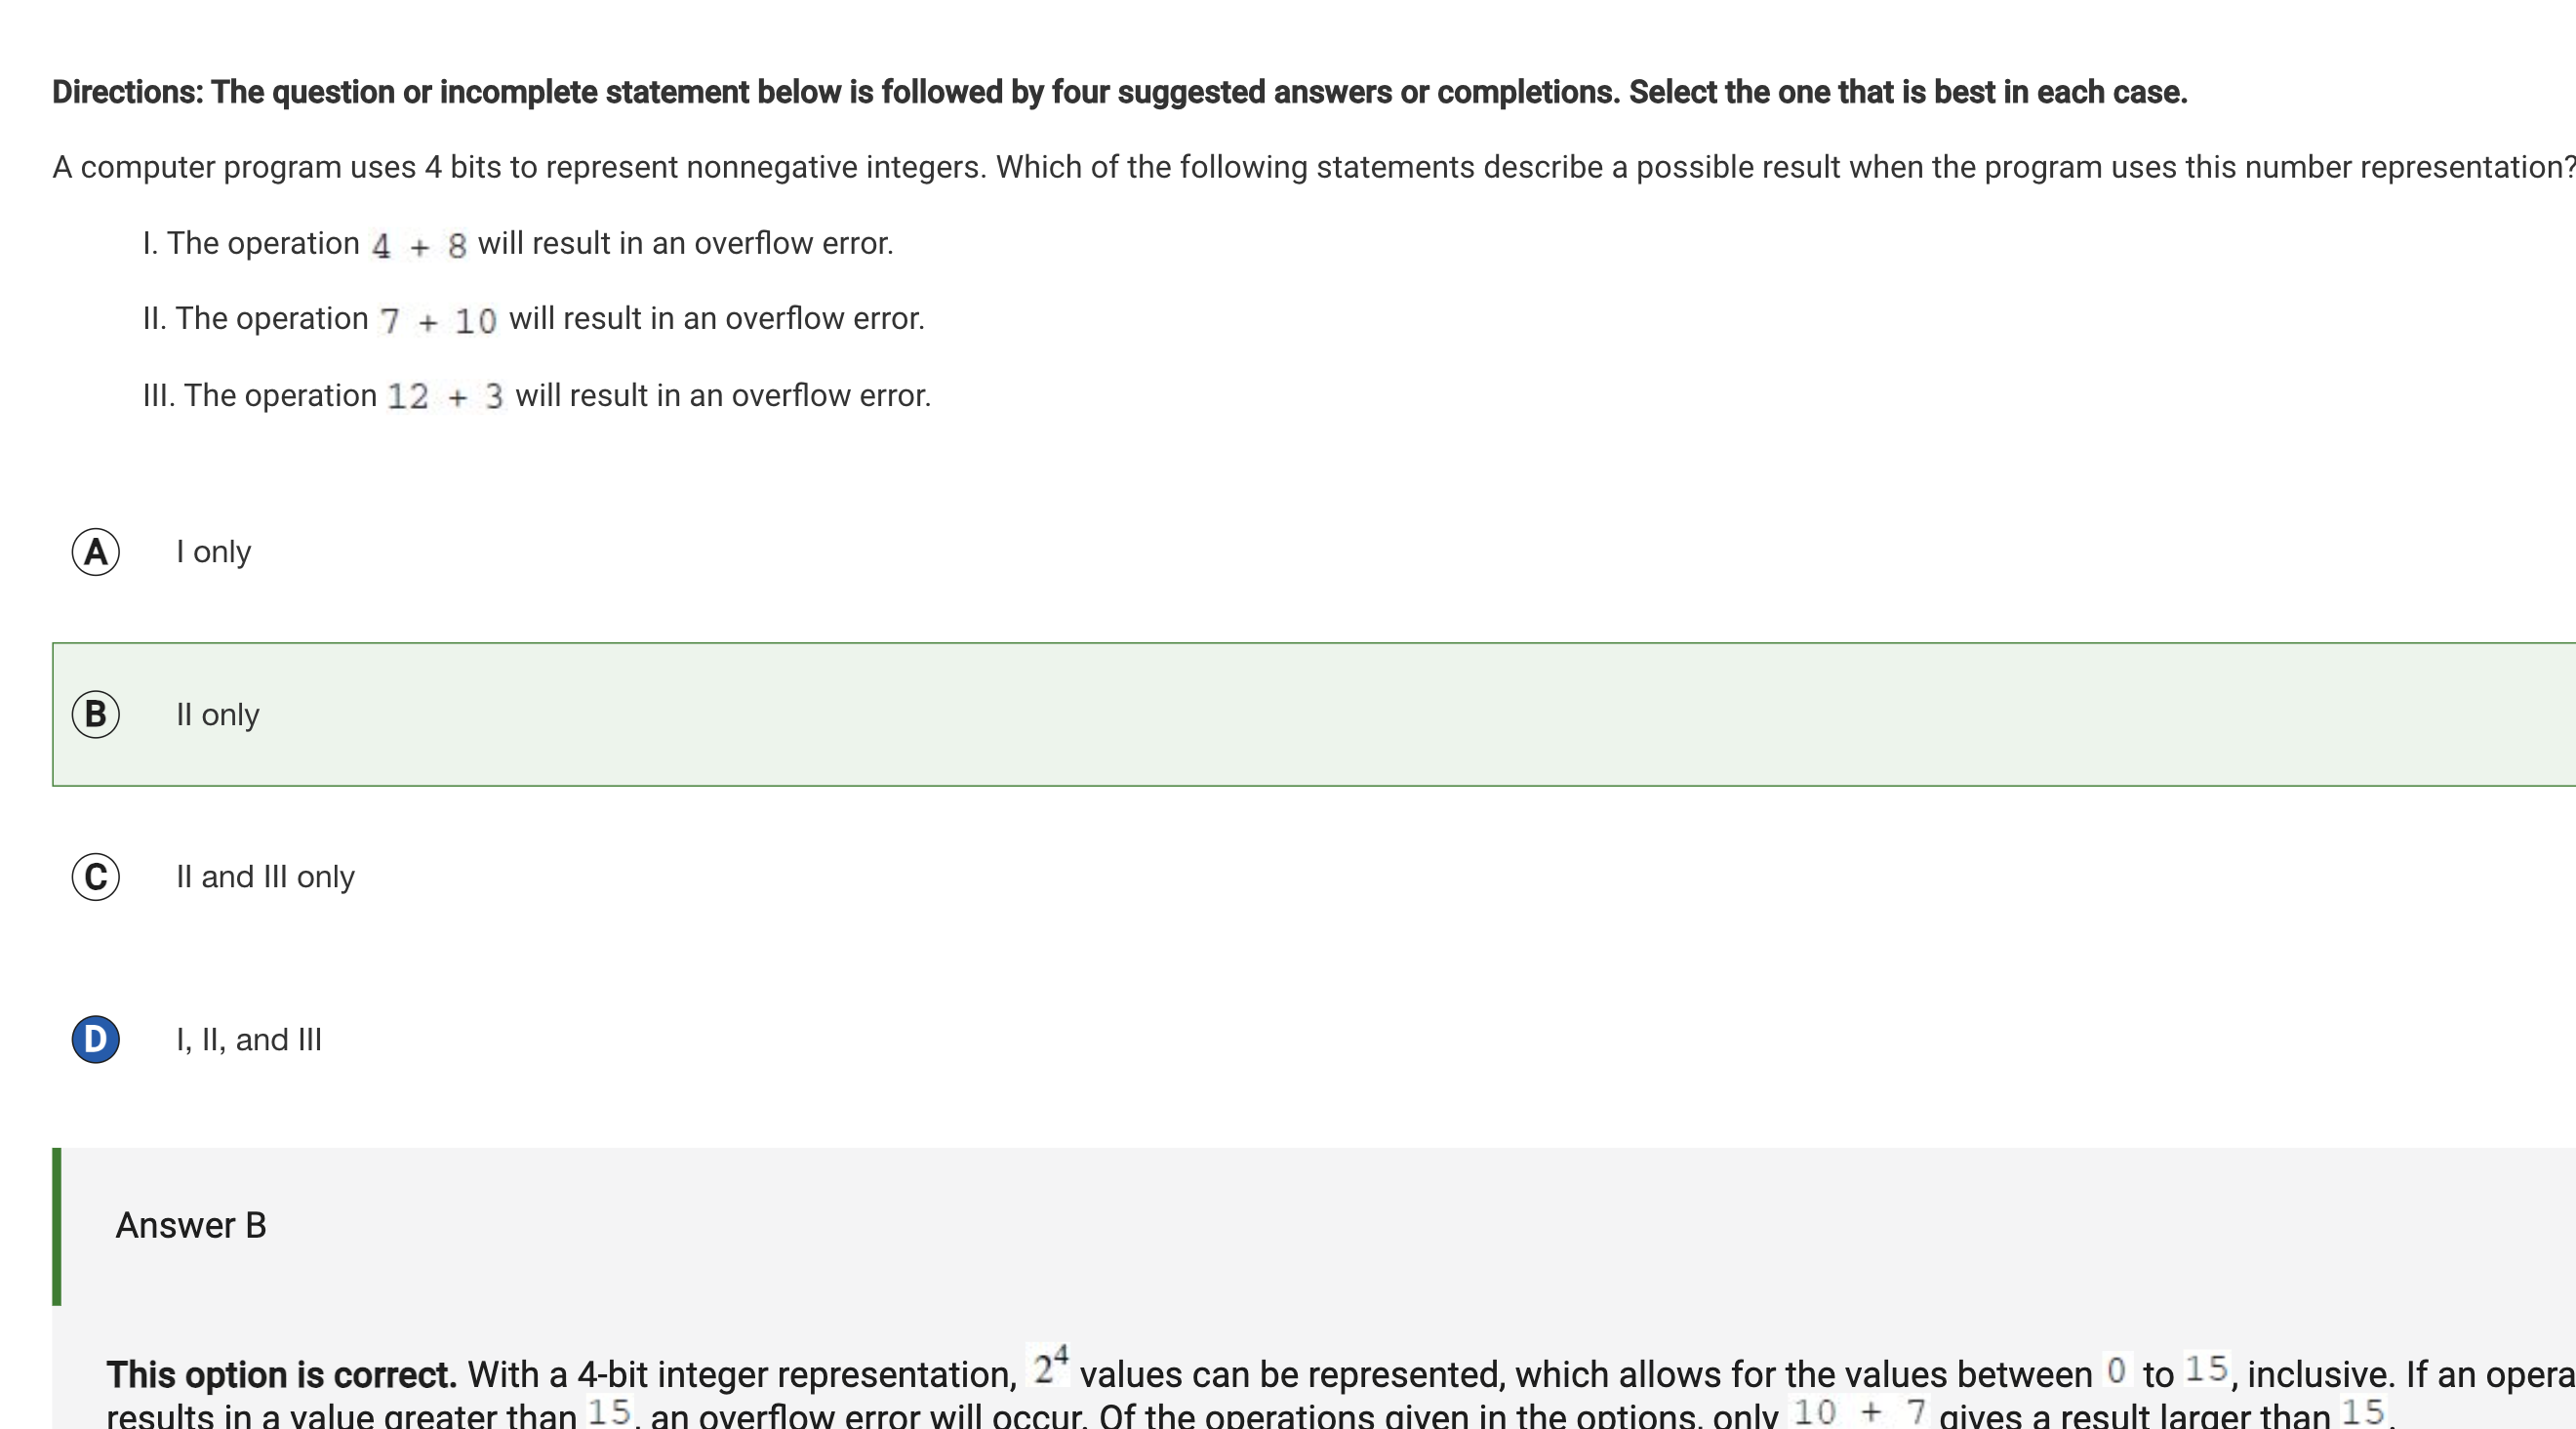 Directions: The question or incomplete statement below is followed by four suggested answers or completions. Select the one that is best in each case.
A computer program uses 4 bits to represent nonnegative integers. Which of the following statements describe a possible result when the program uses this number representation?
I. The operation 4 + 8 will result in an overflow error.
II. The operation 7 + 10 will result in an overflow error.
III. The operation 12 + 3 will result in an overflow error.
A I only
B II only
C II and III only
D I, II, and III
Answer B
This option is correct. With a 4-bit integer representation, 2⁴ values can be represented, which allows for the values between 0 to 15, inclusive. If an opera
results in a value greater than 15, an overflow error will occur. Of the operations given in the options, only 10 + 7 gives a result larger than 15.